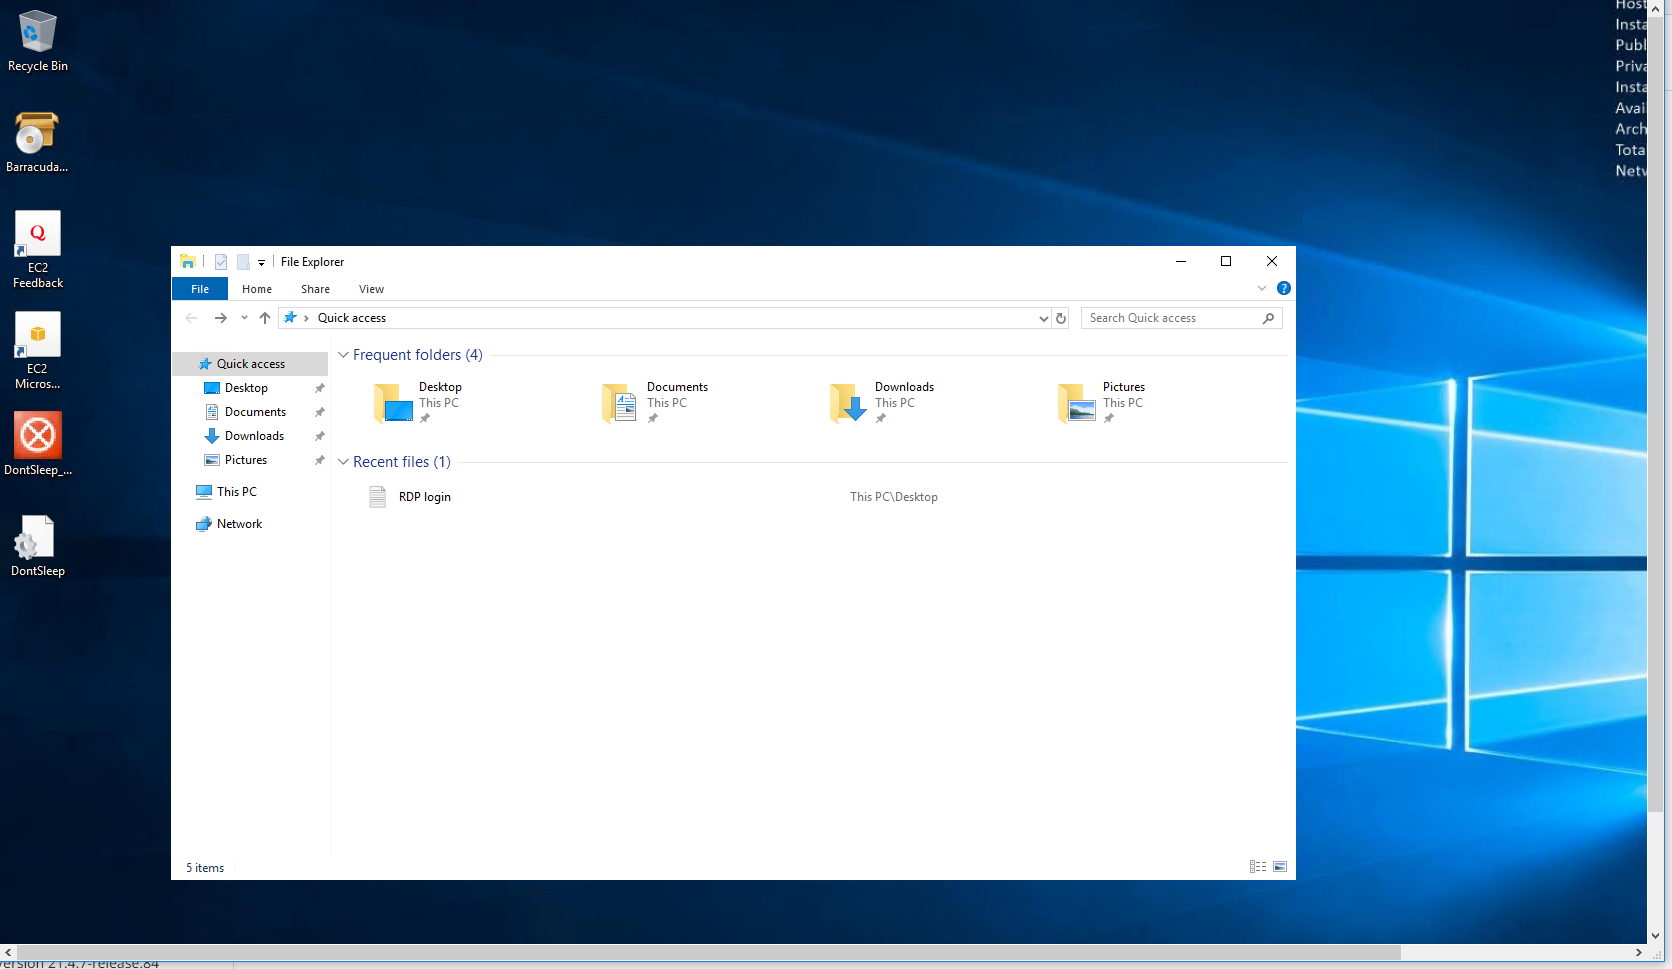 Recycle Bin
Barracuda...
EC2
Feedback
EC2
Micros...
DontSleep_...
DontSleep
Host
Insta
Publ
Priva
Insta
Avai
Arch
Tota
Netw
File Explorer
File Home Share View
Quick access
Search Quick access
Quick access
Desktop
Documents
Downloads
Pictures
This PC
Network
Frequent folders (4)
Desktop
This PC
Documents
This PC
Downloads
This PC
Pictures
This PC
Recent files (1)
RDP login This PC\Desktop
5 items
version 21.4.7-release.84